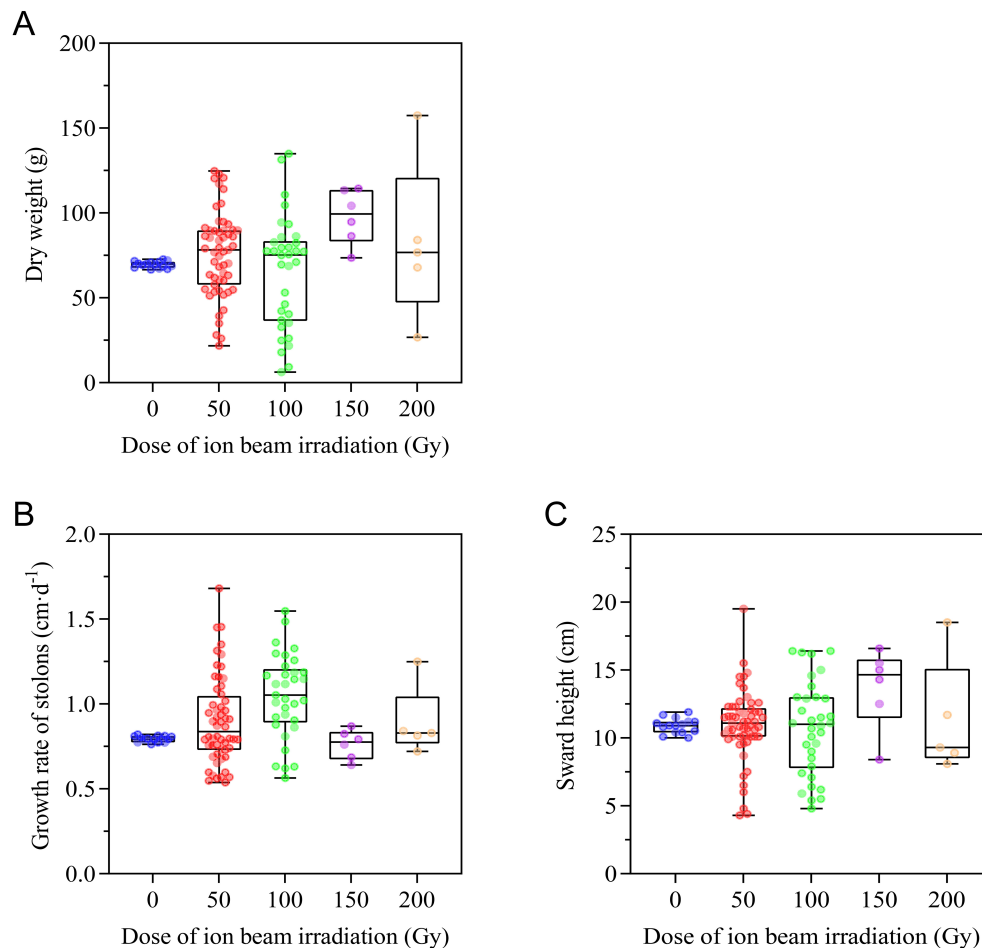 A
200
150
100
50
0
Dry weight (g)
0 50 100 150 200
Dose of ion beam irradiation (Gy)
B
2.0
1.5
1.0
0.5
0.0
Growth rate of stolons (cm·d⁻¹)
0 50 100 150 200
Dose of ion beam irradiation (Gy)
C
25
20
15
10
5
0
Sward height (cm)
0 50 100 150 200
Dose of ion beam irradiation (Gy)